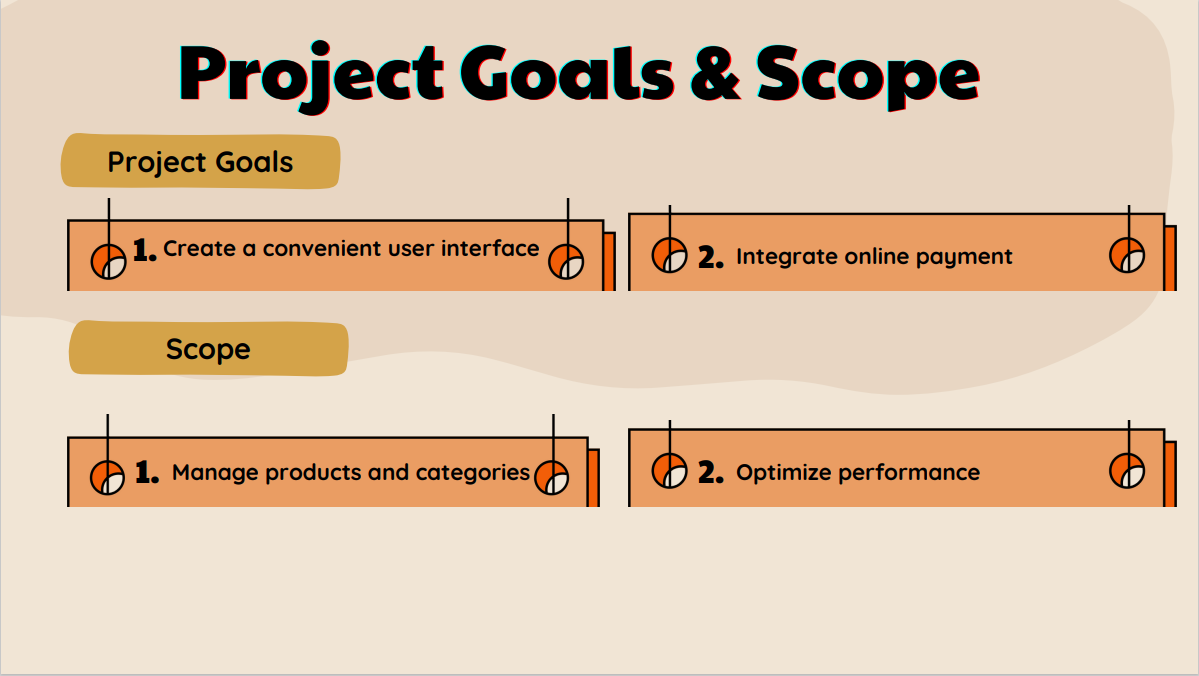 Project Goals & Scope
Project Goals
1. Create a convenient user interface
2. Integrate online payment
Scope
1. Manage products and categories
2. Optimize performance